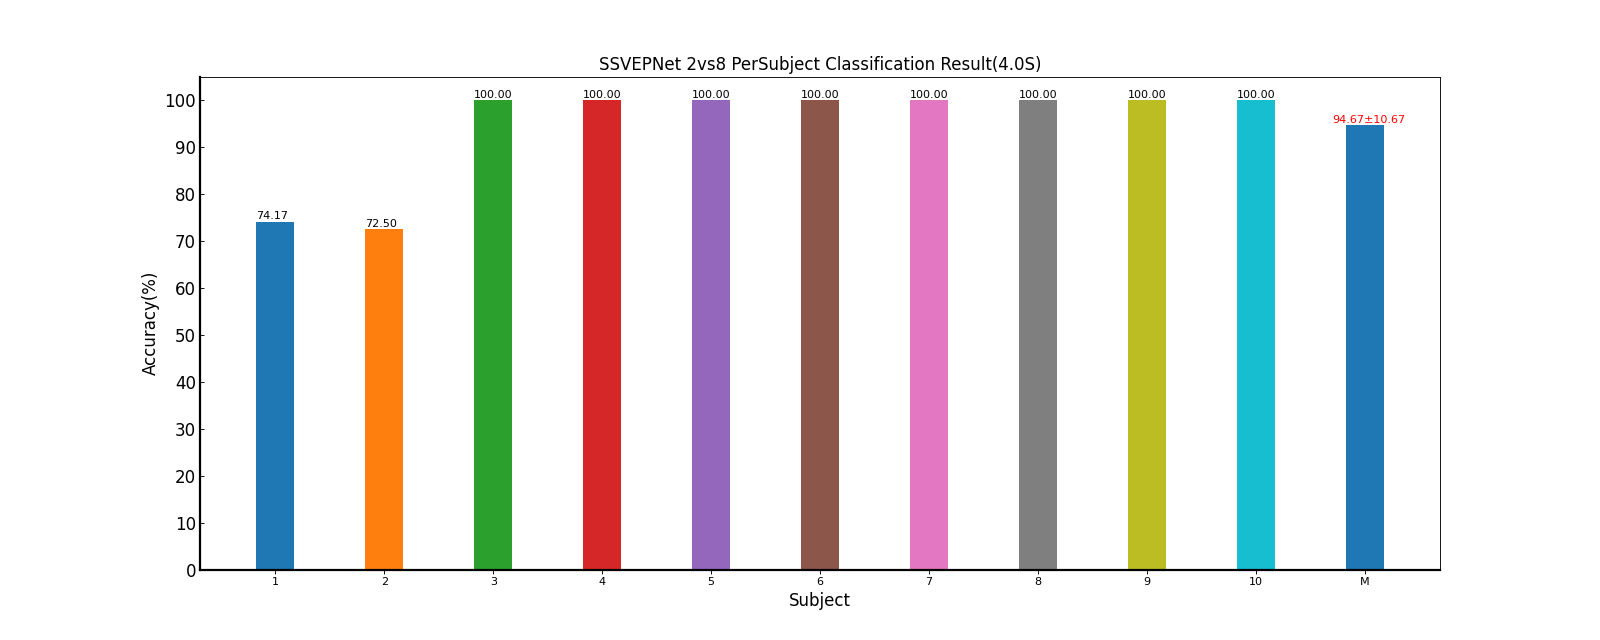 SSVEPNet 2vs8 PerSubject Classification Result(4.0S)
100.00 100.00 100.00 100.00 100.00 100.00 100.00 100.00
94.67±10.67
74.17
72.50
100
90
80
70
60
50
40
30
20
10
0
Accuracy(%)
1 2 3 4 5 6 7 8 9 10 M
Subject